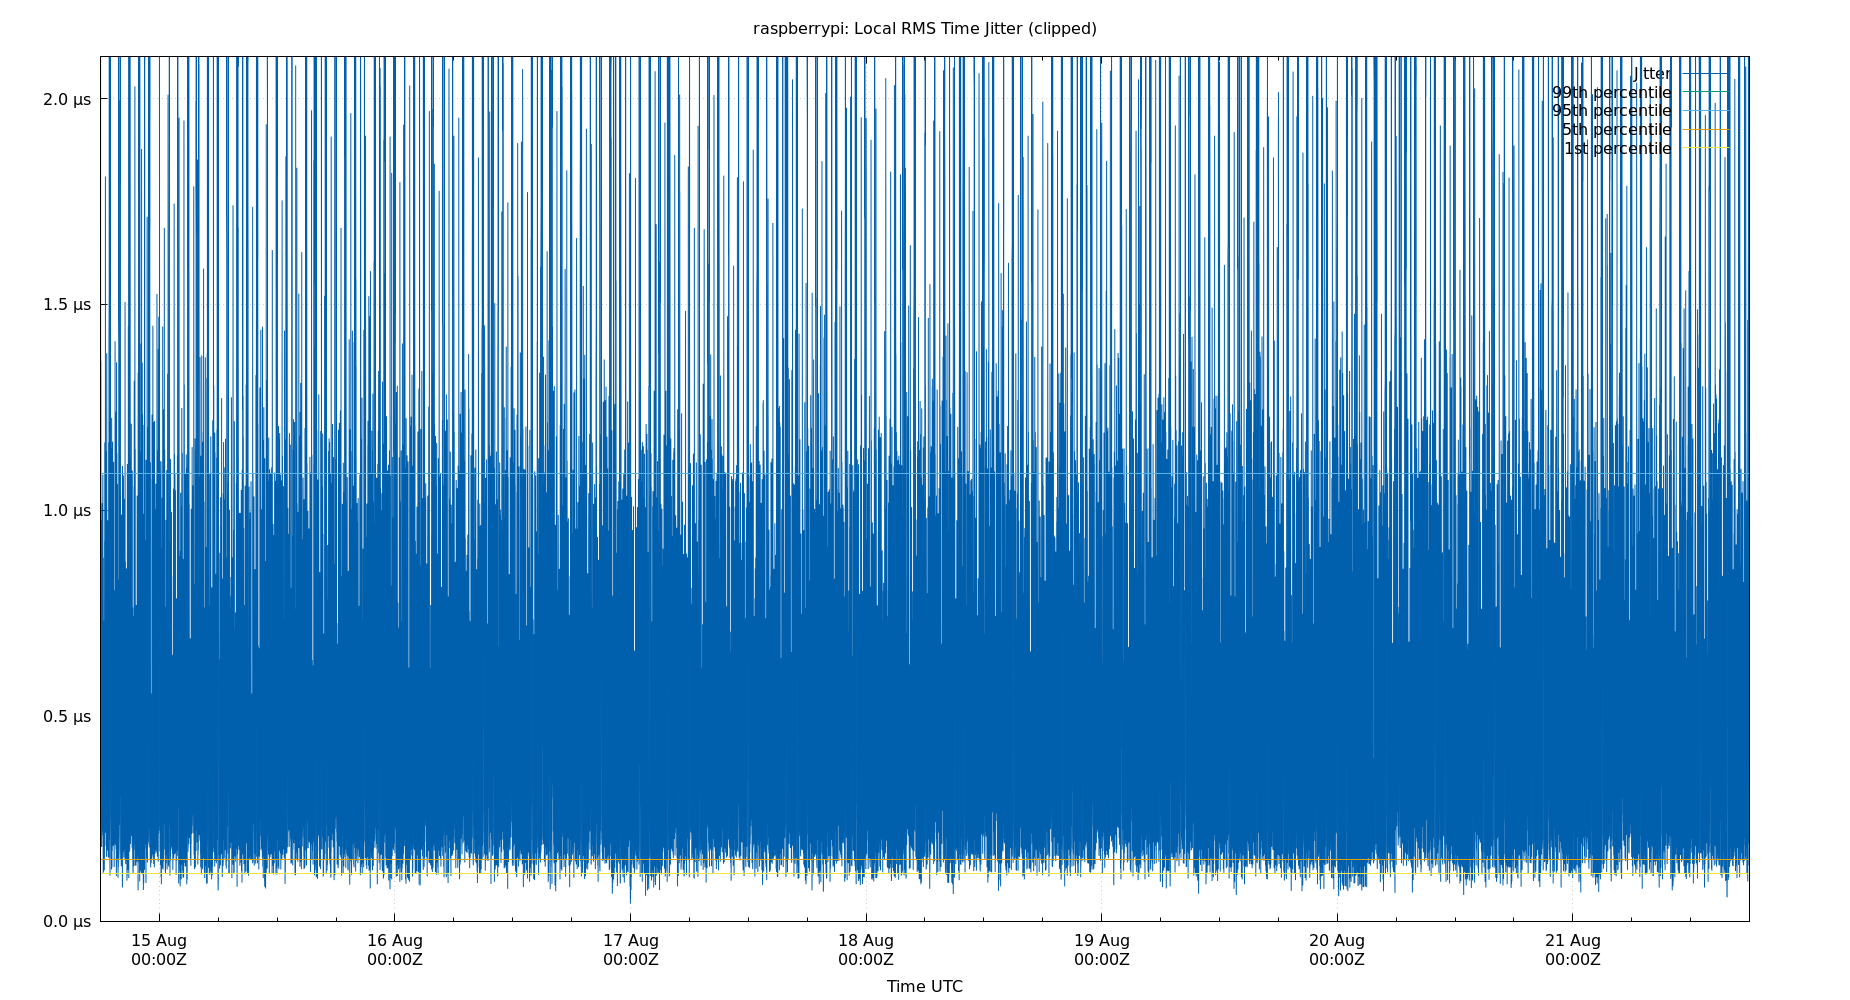 raspberrypi: Local RMS Time Jitter (clipped)
Jitter
99th percentile
95th percentile
5th percentile
1st percentile
2.0 µs
1.5 µs
1.0 µs
0.5 µs
0.0 µs
15 Aug 16 Aug 17 Aug 18 Aug 19 Aug 20 Aug 21 Aug
00:00Z 00:00Z 00:00Z 00:00Z 00:00Z 00:00Z 00:00Z
Time UTC